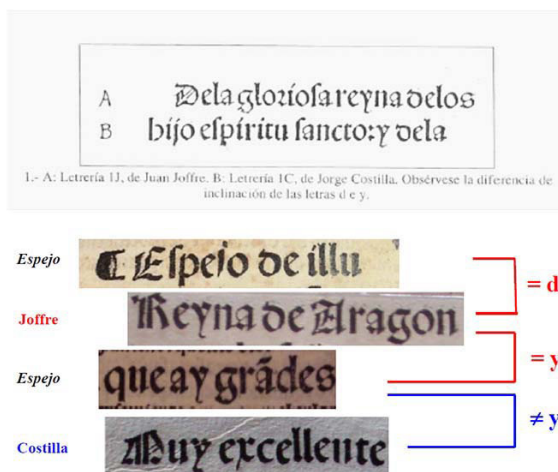 A Dela glorioſa reyna delos
B hijo eſpiritu ſancto: y dela
1.- A: Letrería 1J, de Juan Joffre. B: Letrería 1C, de Jorge Costilla. Obsérvese la diferencia de
inclinación de las letras d e y.
Espejo ¶ Eſpejo de illu
= d
Joffre Reyna de Aragon
= y
Espejo que ay grãdes
≠ y
Costilla Muy excellente